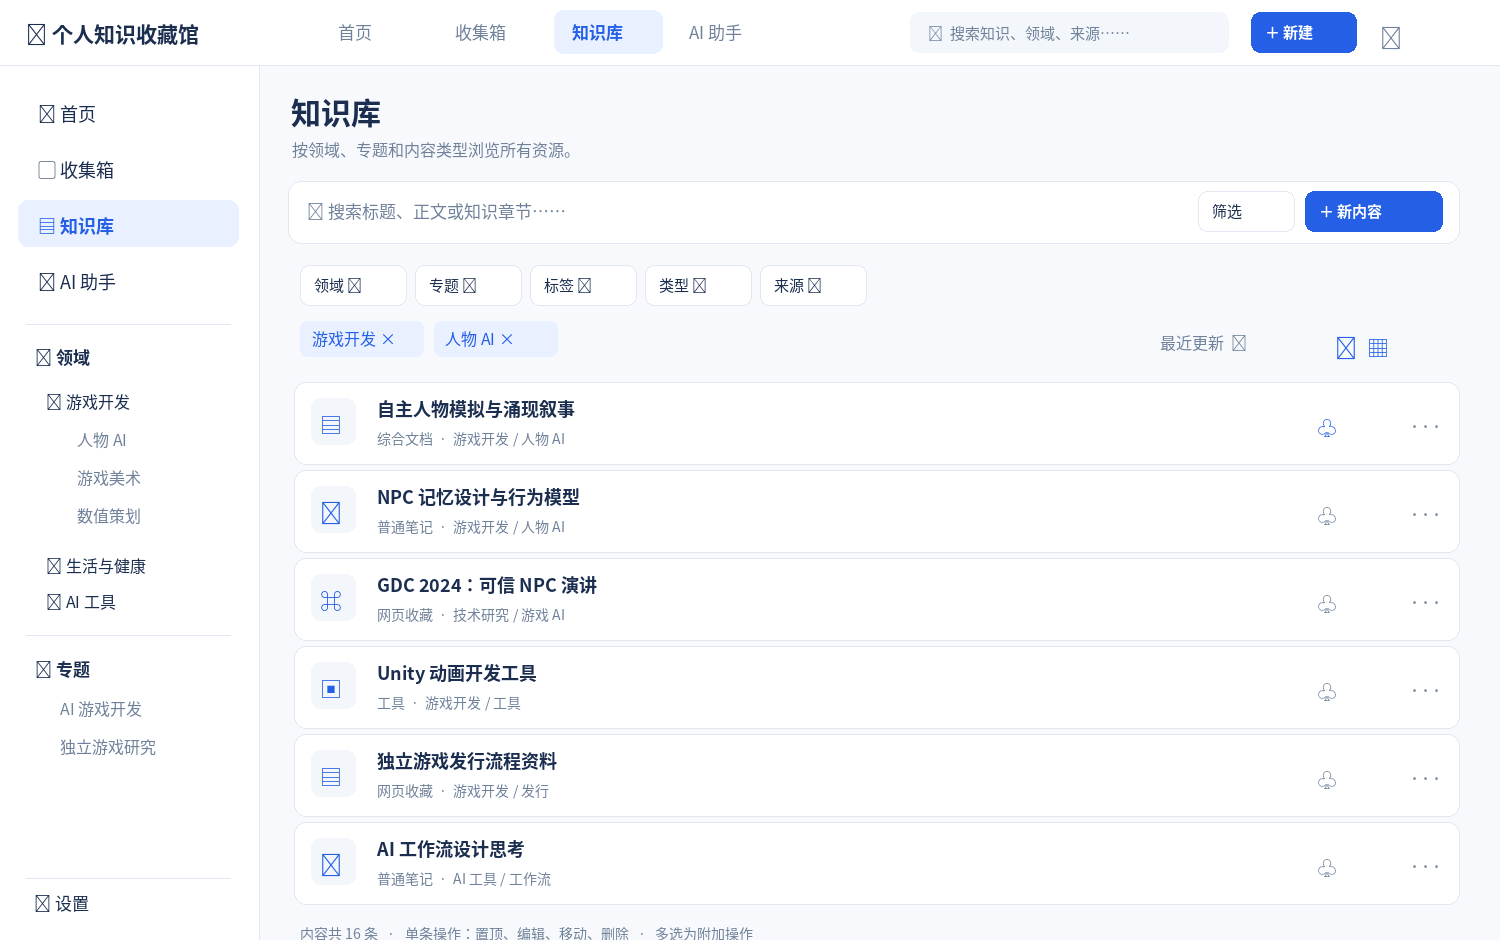 个人知识收藏馆
首页 收集箱 知识库 AI 助手
搜索知识、领域、来源······
+ 新建
首页
收集箱
知识库
AI 助手
领域
游戏开发
人物 AI
游戏美术
数值策划
生活与健康
AI 工具
专题
AI 游戏开发
独立游戏研究
设置
知识库
按领域、专题和内容类型浏览所有资源。
搜索标题、正文或知识章节······
筛选
+ 新内容
领域 专题 标签 类型 来源
游戏开发 × 人物 AI ×
最近更新
自主人物模拟与涌现叙事
综合文档 · 游戏开发 / 人物 AI
···
NPC 记忆设计与行为模型
普通笔记 · 游戏开发 / 人物 AI
···
GDC 2024：可信 NPC 演讲
网页收藏 · 技术研究 / 游戏 AI
···
Unity 动画开发工具
工具 · 游戏开发 / 工具
···
独立游戏发行流程资料
网页收藏 · 游戏开发 / 发行
···
AI 工作流设计思考
普通笔记 · AI 工具 / 工作流
···
内容共 16 条 · 单条操作：置顶、编辑、移动、删除 · 多选为附加操作